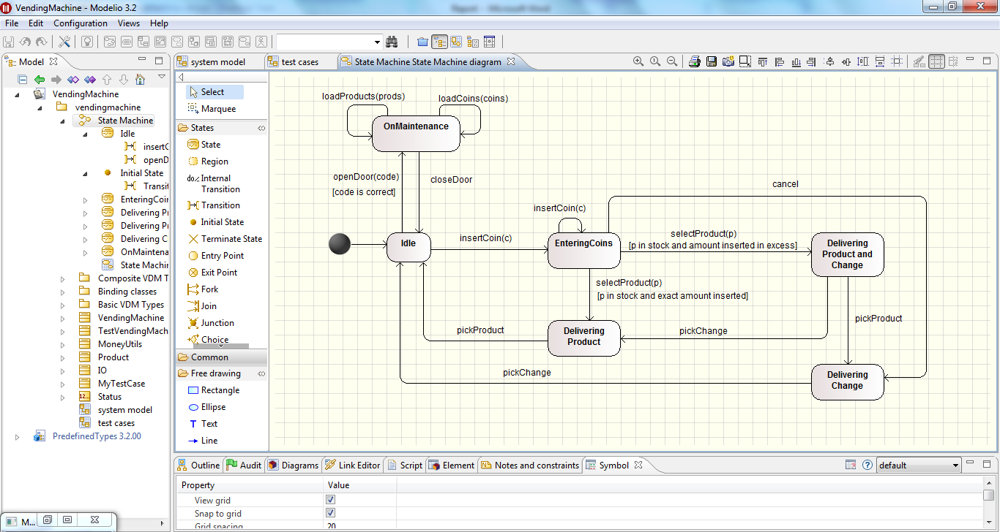 VendingMachine - Modelio 3.2
File Edit Configuration Views Help
Model
system model
test cases
State Machine State Machine diagram
VendingMachine
vendingmachine
State Machine
Idle
insertC
openD
Initial State
Transit
EnteringCoin
Delivering Pr
Delivering Pr
Delivering C
OnMaintena
State Machin
Composite VDM T
Binding classes
Basic VDM Types
VendingMachine
TestVendingMach
MoneyUtils
Product
IO
MyTestCase
Status
system model
test cases
PredefinedTypes 3.2.00
M...
Select
Marquee
States
State
Region
do/ Internal
Transition
Transition
Initial State
Terminate State
Entry Point
Exit Point
Fork
Join
Junction
Choice
Common
Free drawing
Rectangle
Ellipse
T Text
Line
loadProducts(prods)
loadCoins(coins)
OnMaintenance
openDoor(code)
[code is correct]
closeDoor
cancel
insertCoin(c)
Idle
insertCoin(c)
EnteringCoins
selectProduct(p)
[p in stock and amount inserted in excess]
Delivering
Product and
Change
selectProduct(p)
[p in stock and exact amount inserted]
pickProduct
Delivering
Product
pickChange
pickProduct
pickChange
Delivering
Change
Outline
Audit
Diagrams
Link Editor
Script
Element
Notes and constraints
Symbol
default
Property Value
View grid
Snap to grid
Grid spacing 20